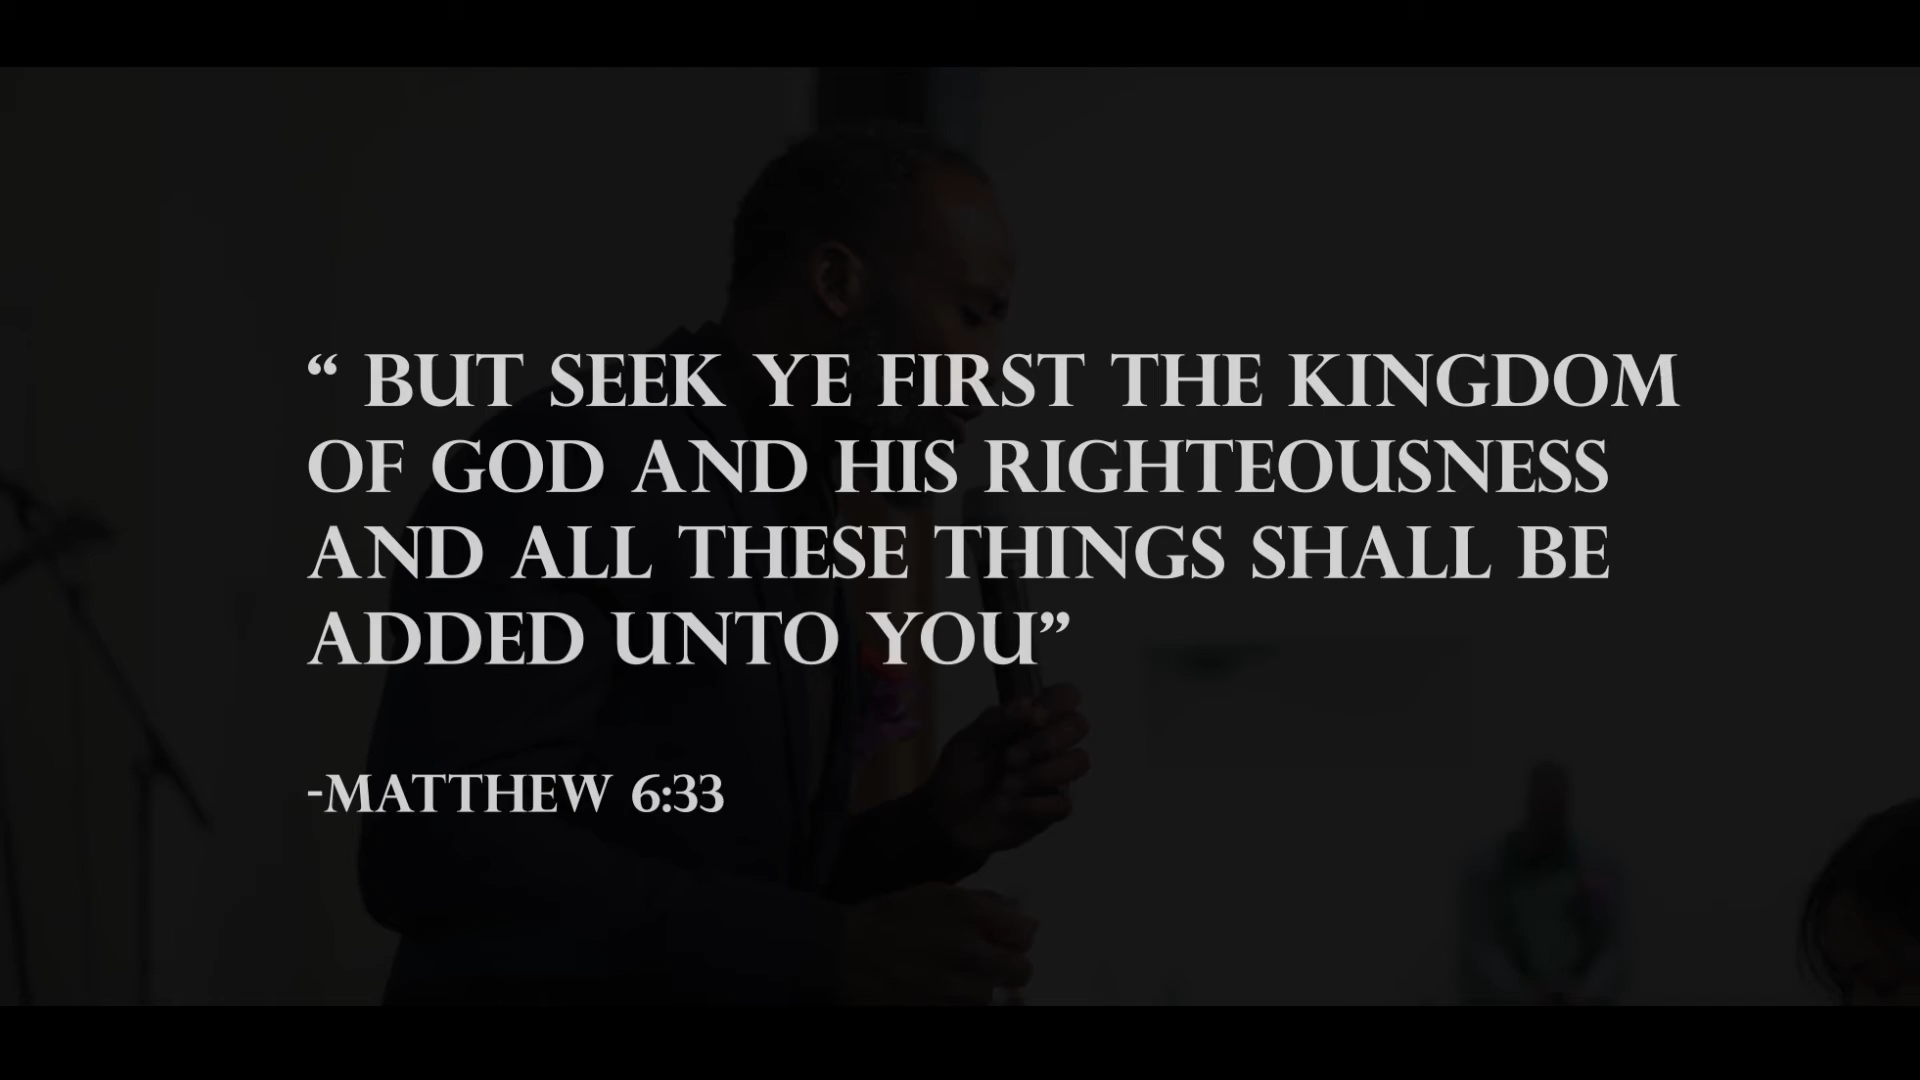 “ BUT SEEK YE FIRST THE KINGDOM
OF GOD AND HIS RIGHTEOUSNESS
AND ALL THESE THINGS SHALL BE
ADDED UNTO YOU”
-MATTHEW 6:33